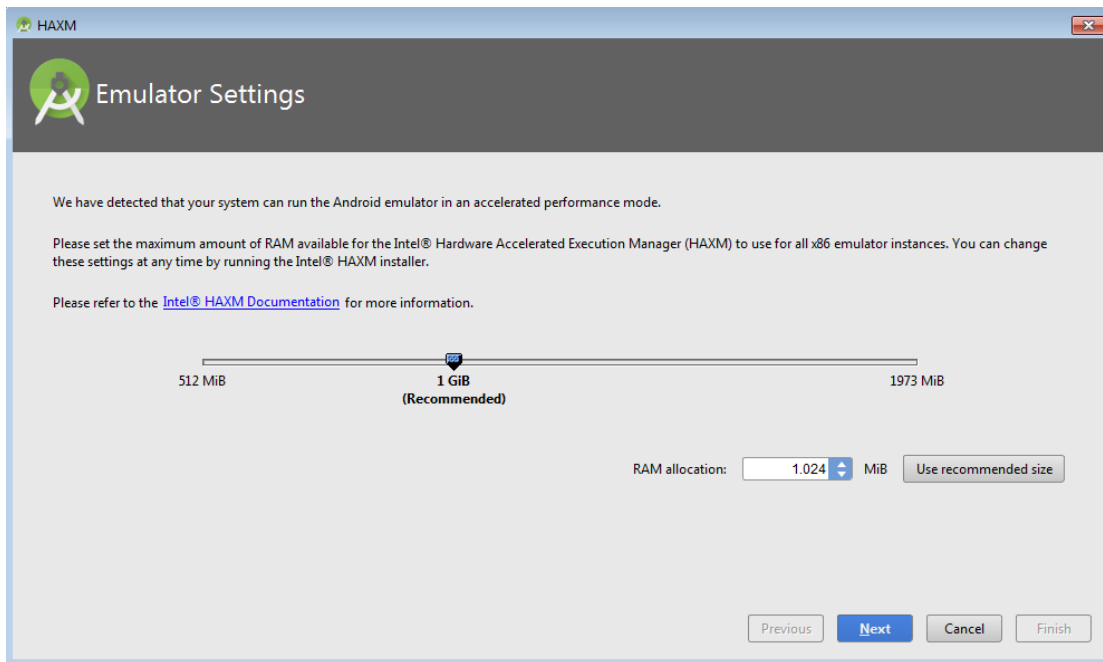 HAXM
Emulator Settings
We have detected that your system can run the Android emulator in an accelerated performance mode.
Please set the maximum amount of RAM available for the Intel® Hardware Accelerated Execution Manager (HAXM) to use for all x86 emulator instances. You can change
these settings at any time by running the Intel® HAXM installer.
Please refer to the Intel® HAXM Documentation for more information.
512 MiB 1 GiB 1973 MiB
(Recommended)
RAM allocation: 1.024 MiB Use recommended size
Previous Next Cancel Finish